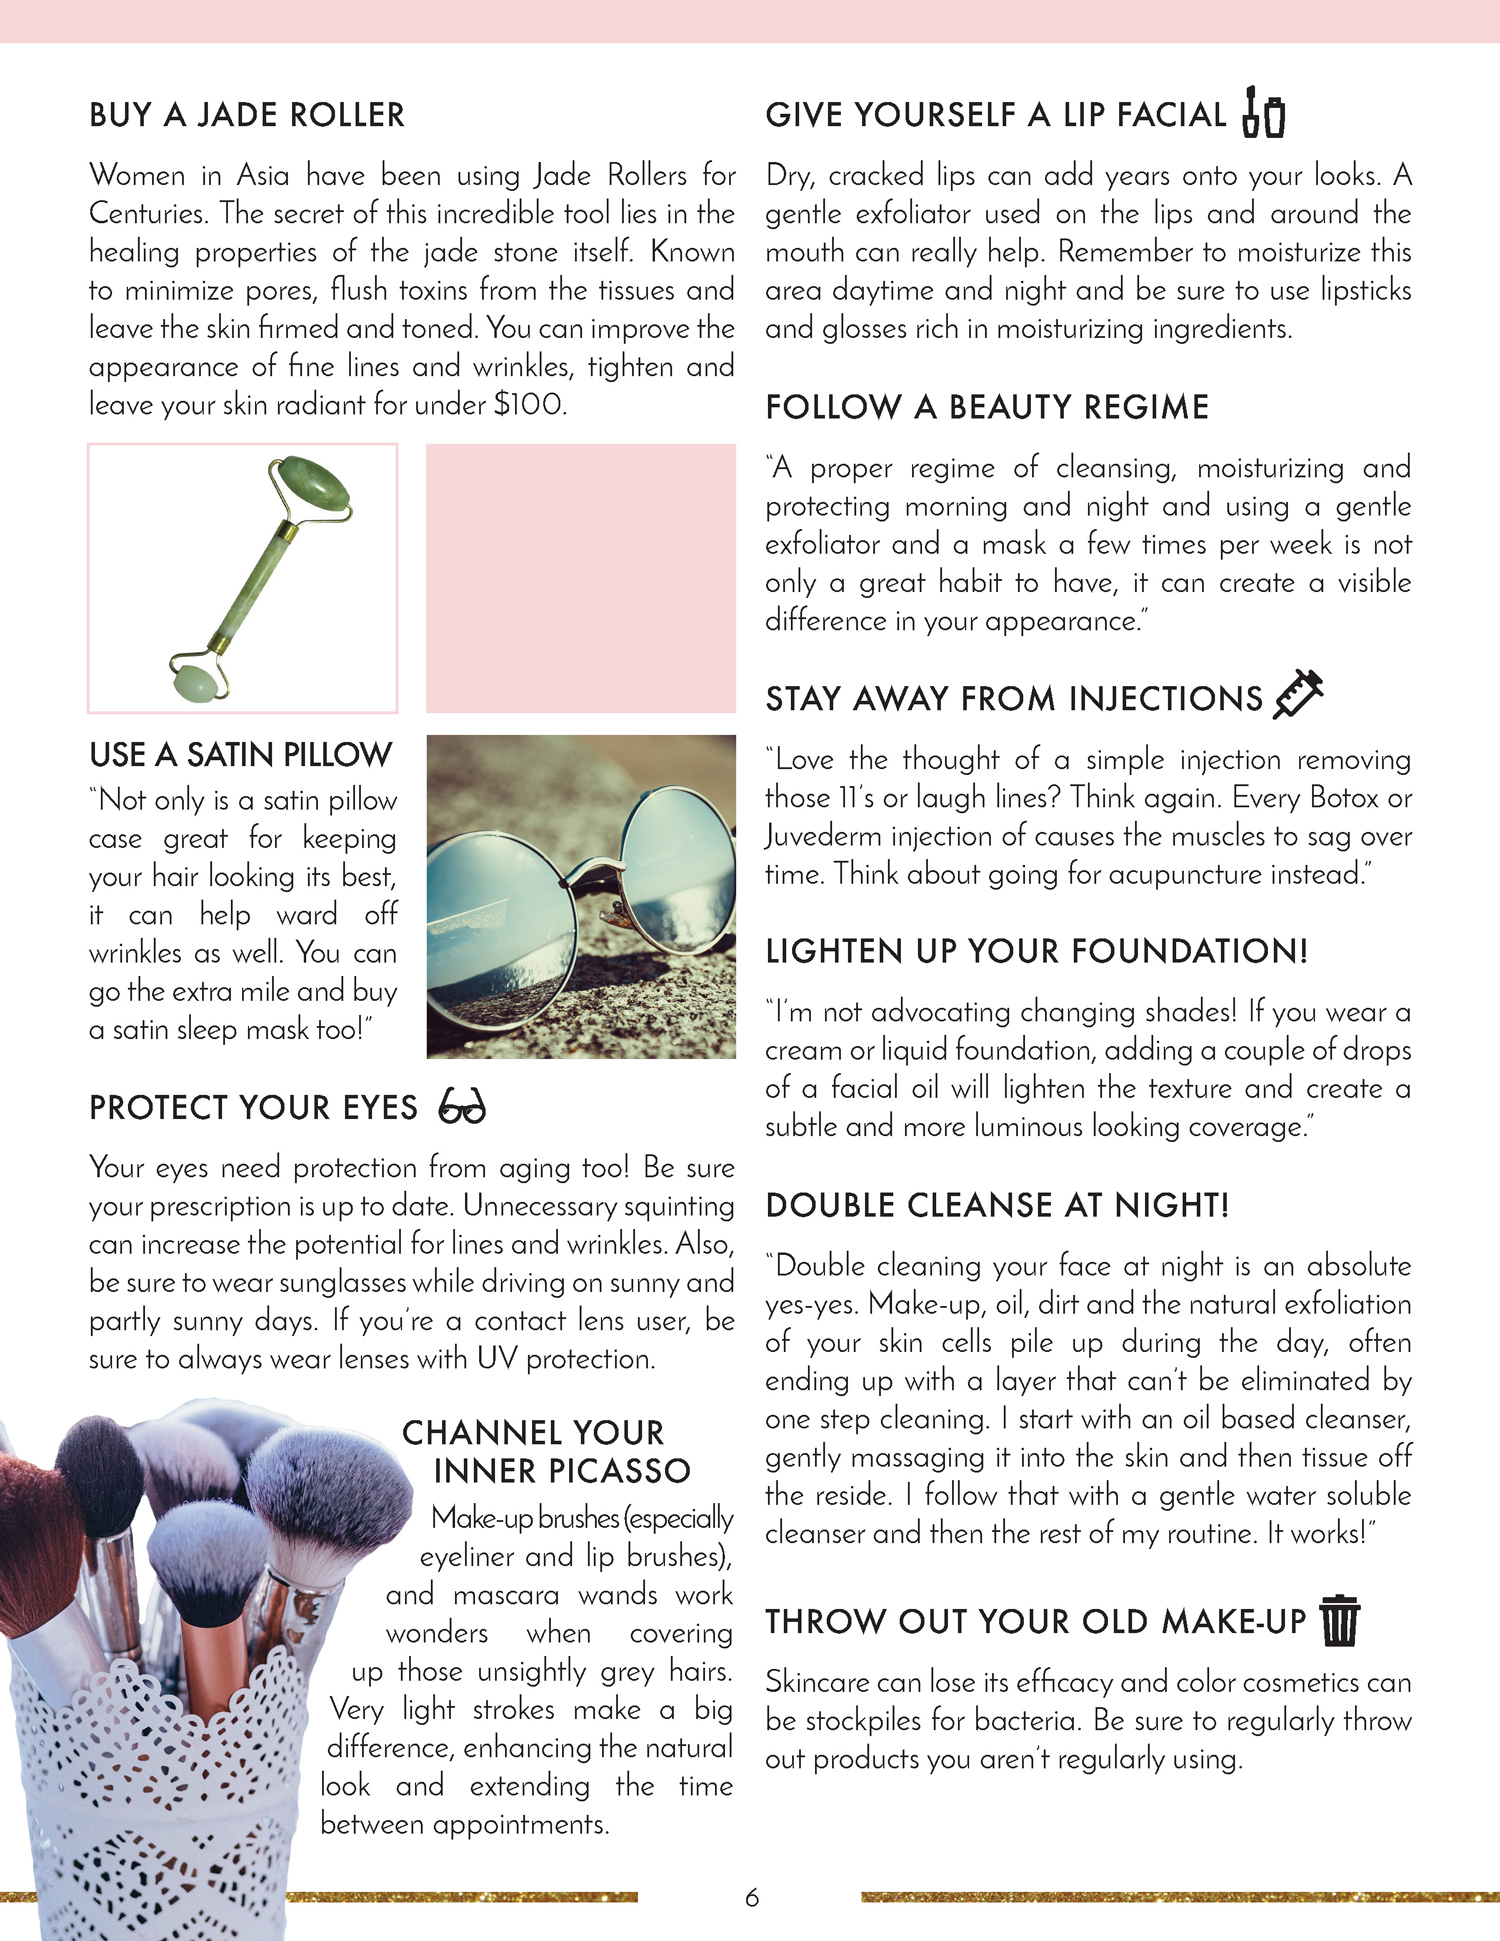 BUY A JADE ROLLER
Women in Asia have been using Jade Rollers for
Centuries. The secret of this incredible tool lies in the
healing properties of the jade stone itself. Known
to minimize pores, flush toxins from the tissues and
leave the skin firmed and toned. You can improve the
appearance of fine lines and wrinkles, tighten and
leave your skin radiant for under $100.
USE A SATIN PILLOW
“Not only is a satin pillow
case great for keeping
your hair looking its best,
it can help ward off
wrinkles as well. You can
go the extra mile and buy
a satin sleep mask too!”
PROTECT YOUR EYES
Your eyes need protection from aging too! Be sure
your prescription is up to date. Unnecessary squinting
can increase the potential for lines and wrinkles. Also,
be sure to wear sunglasses while driving on sunny and
partly sunny days. If you’re a contact lens user, be
sure to always wear lenses with UV protection.
CHANNEL YOUR
INNER PICASSO
Make-up brushes (especially
eyeliner and lip brushes),
and mascara wands work
wonders when covering
up those unsightly grey hairs.
Very light strokes make a big
difference, enhancing the natural
look and extending the time
between appointments.
GIVE YOURSELF A LIP FACIAL
Dry, cracked lips can add years onto your looks. A
gentle exfoliator used on the lips and around the
mouth can really help. Remember to moisturize this
area daytime and night and be sure to use lipsticks
and glosses rich in moisturizing ingredients.
FOLLOW A BEAUTY REGIME
“A proper regime of cleansing, moisturizing and
protecting morning and night and using a gentle
exfoliator and a mask a few times per week is not
only a great habit to have, it can create a visible
difference in your appearance.”
STAY AWAY FROM INJECTIONS
“Love the thought of a simple injection removing
those 11’s or laugh lines? Think again. Every Botox or
Juvederm injection of causes the muscles to sag over
time. Think about going for acupuncture instead.”
LIGHTEN UP YOUR FOUNDATION!
“I’m not advocating changing shades! If you wear a
cream or liquid foundation, adding a couple of drops
of a facial oil will lighten the texture and create a
subtle and more luminous looking coverage.”
DOUBLE CLEANSE AT NIGHT!
“Double cleaning your face at night is an absolute
yes-yes. Make-up, oil, dirt and the natural exfoliation
of your skin cells pile up during the day, often
ending up with a layer that can’t be eliminated by
one step cleaning. I start with an oil based cleanser,
gently massaging it into the skin and then tissue off
the reside. I follow that with a gentle water soluble
cleanser and then the rest of my routine. It works!”
THROW OUT YOUR OLD MAKE-UP
Skincare can lose its efficacy and color cosmetics can
be stockpiles for bacteria. Be sure to regularly throw
out products you aren’t regularly using.
6